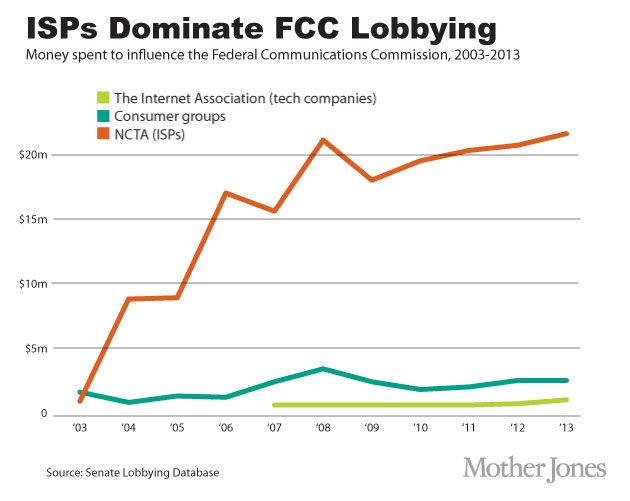 ISPs Dominate FCC Lobbying
Money spent to influence the Federal Communications Commission, 2003-2013
The Internet Association (tech companies)
Consumer groups
NCTA (ISPs)
$20m
$15m
$10m
$5m
0
'03 '04 '05 '06 '07 '08 '09 '10 '11 '12 '13
Source: Senate Lobbying Database
Mother Jones